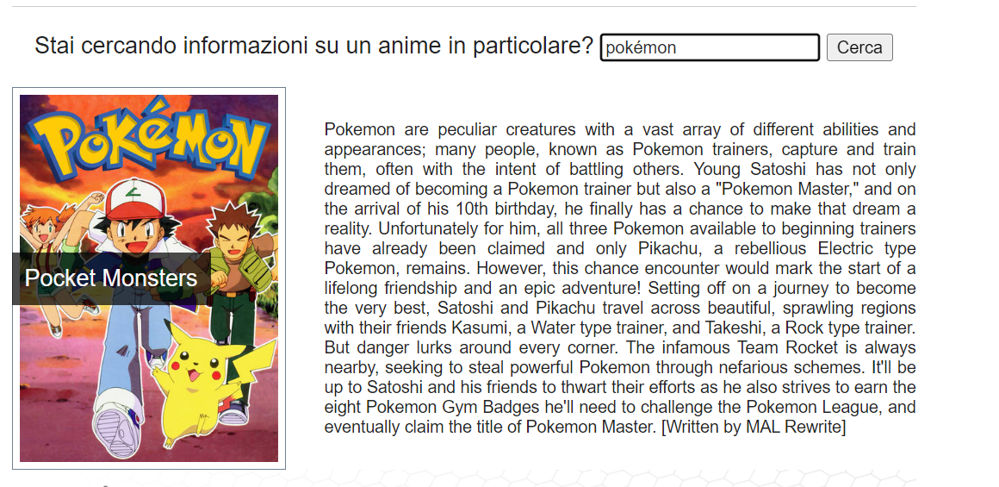 Stai cercando informazioni su un anime in particolare? pokémon Cerca
POKéMON
Pocket Monsters
Pokemon are peculiar creatures with a vast array of different abilities and
appearances; many people, known as Pokemon trainers, capture and train
them, often with the intent of battling others. Young Satoshi has not only
dreamed of becoming a Pokemon trainer but also a "Pokemon Master," and on
the arrival of his 10th birthday, he finally has a chance to make that dream a
reality. Unfortunately for him, all three Pokemon available to beginning trainers
have already been claimed and only Pikachu, a rebellious Electric type
Pokemon, remains. However, this chance encounter would mark the start of a
lifelong friendship and an epic adventure! Setting off on a journey to become
the very best, Satoshi and Pikachu travel across beautiful, sprawling regions
with their friends Kasumi, a Water type trainer, and Takeshi, a Rock type trainer.
But danger lurks around every corner. The infamous Team Rocket is always
nearby, seeking to steal powerful Pokemon through nefarious schemes. It'll be
up to Satoshi and his friends to thwart their efforts as he also strives to earn the
eight Pokemon Gym Badges he'll need to challenge the Pokemon League, and
eventually claim the title of Pokemon Master. [Written by MAL Rewrite]